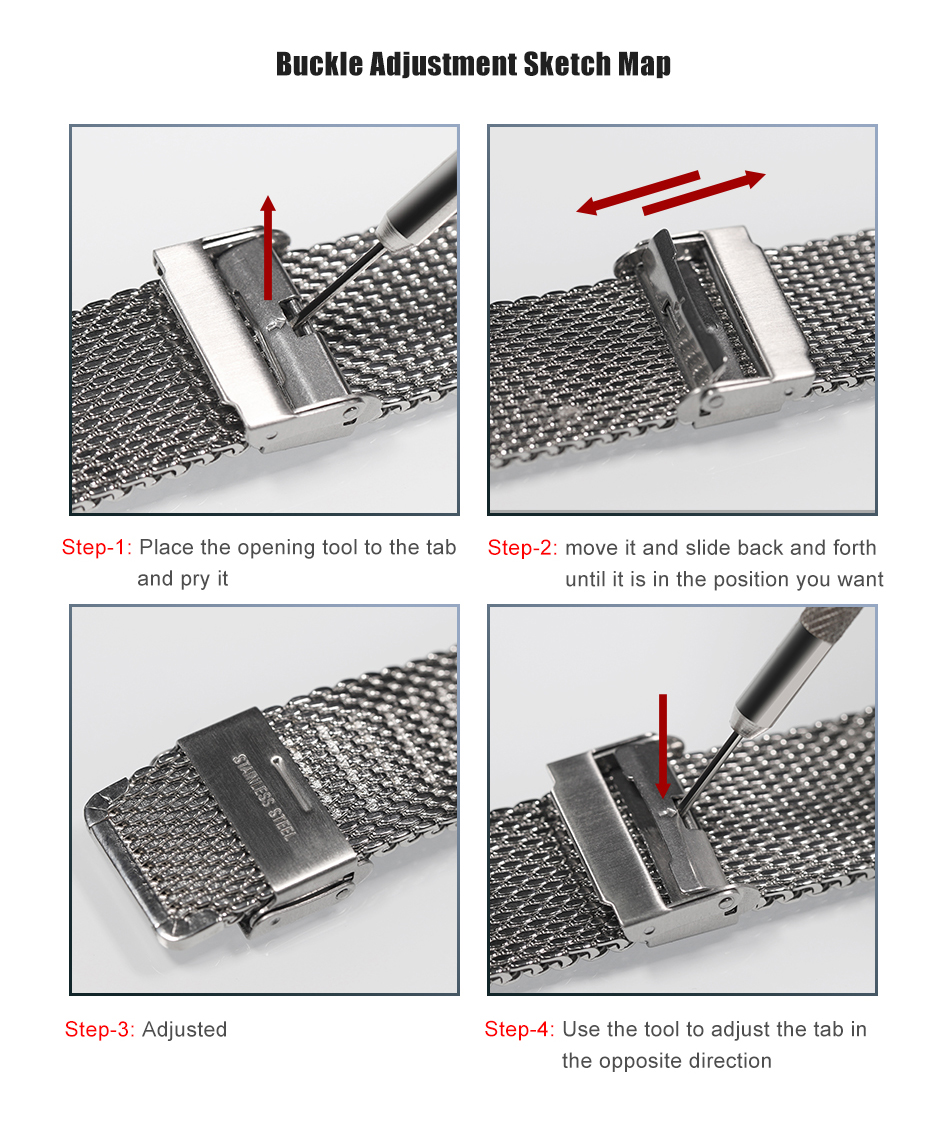 Buckle Adjustment Sketch Map
Step-1: Place the opening tool to the tab
and pry it
Step-2: move it and slide back and forth
until it is in the position you want
STAINLESS STEEL
Step-3: Adjusted
Step-4: Use the tool to adjust the tab in
the opposite direction